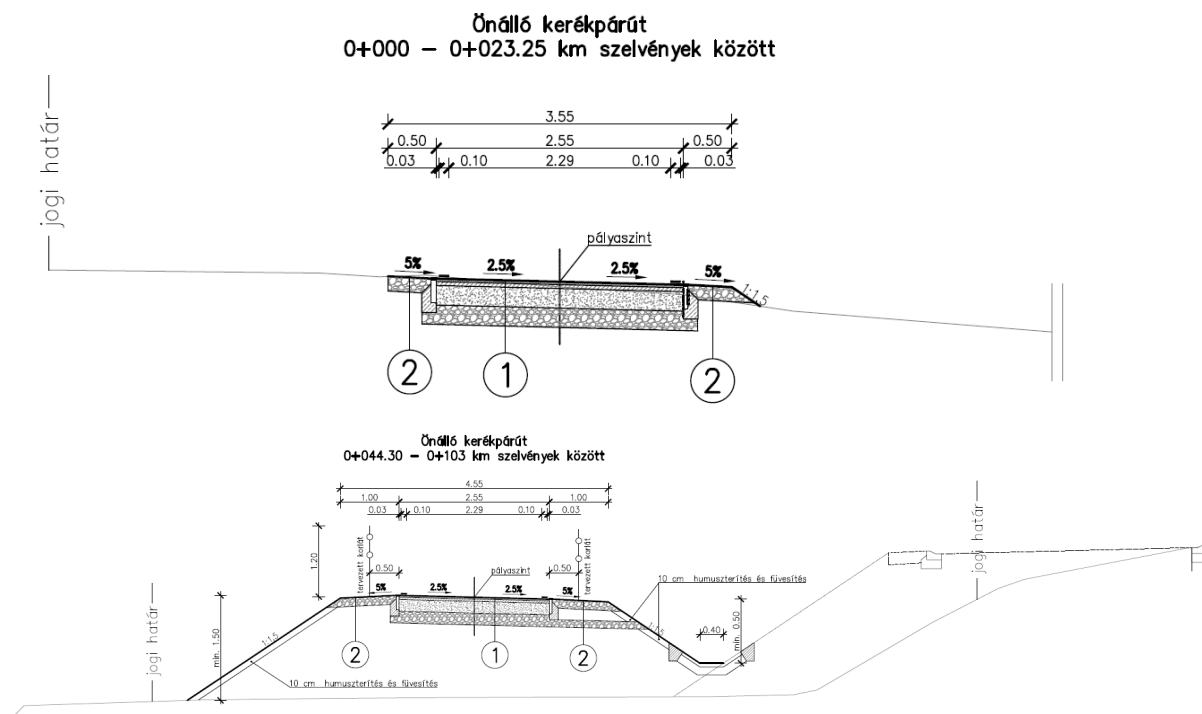 Önálló kerékpárút
0+000 – 0+023.25 km szelvények között
jogi határ
3.55
0.50 2.55 0.50
0.03 0.10 2.29 0.10 0.03
pályaszint
5% 2.5% 2.5% 5%
1:1.5
2 1 2
Önálló kerékpárút
0+044.30 – 0+103 km szelvények között
4.55
1.00 2.55 1.00
0.03 0.10 2.29 0.10 0.03
1.20
tervezett korlát
tervezett korlát
jogi határ
0.50 0.50
pályaszint
10 cm humuszterítés és füvesítés
5% 2.5% 2.5% 5%
jogi határ
min. 1.50
1:1.5
1:1.5
0.40
min. 0.50
2 1 2
10 cm humuszterítés és füvesítés